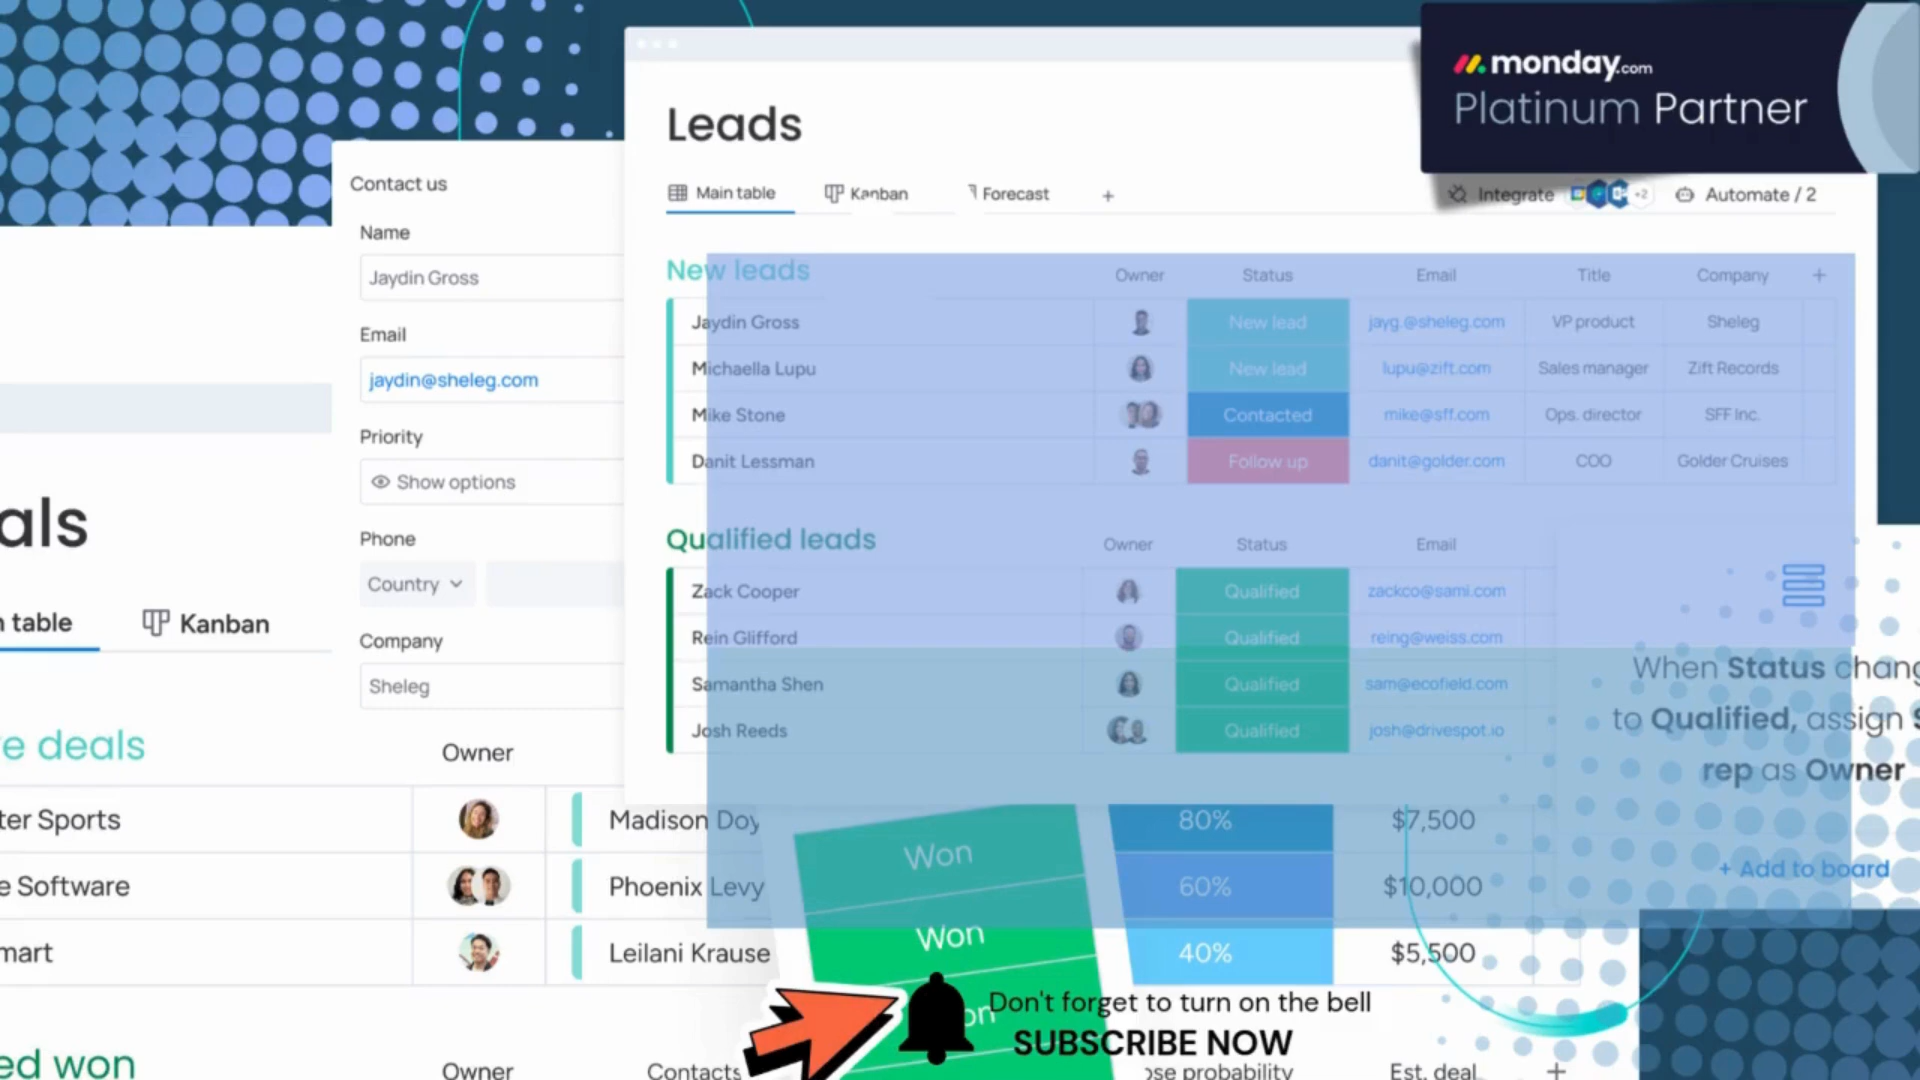 monday.com
Platinum Partner
Contact us
Name
Jaydin Gross
Email
jaydin@sheleg.com
Priority
Show options
Phone
Country
Company
Sheleg
Leads
Main table
Kanban
Forecast
+
Integrate
+2
Automate / 2
New leads
Owner Status Email Title Company +
Jaydin Gross New lead jayg.@sheleg.com VP product Sheleg
Michaella Lupu New lead lupu@zift.com Sales manager Zift Records
Mike Stone Contacted mike@sff.com Ops. director SFF Inc.
Danit Lessman Follow up danit@golder.com COO Golder Cruises
Qualified leads
Owner Status Email
Zack Cooper Qualified zackco@sami.com
Rein Glifford Qualified reing@weiss.com
Samantha Shen Qualified sam@ecofield.com
Josh Reeds Qualified josh@drivespot.io
When Status chang
to Qualified, assign S
rep as Owner
+ Add to board
als
n table
Kanban
e deals
Owner
ter Sports Madison Doy Won 80% $7,500
e Software Phoenix Levy Won 60% $10,000
mart Leilani Krause on 40% $5,500
ed won
Owner Contacts ose probability Est. deal +
Don't forget to turn on the bell
SUBSCRIBE NOW